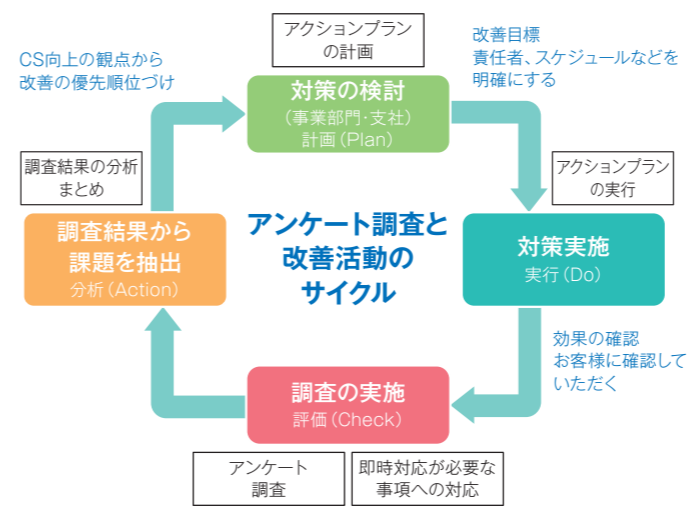 アクションプラン
の計画
CS向上の観点から
改善の優先順位づけ
対策の検討
（事業部門・支社）
計画（Plan）
改善目標
責任者、スケジュールなどを
明確にする
調査結果の分析
まとめ
アクションプラン
の実行
調査結果から
課題を抽出
分析（Action）
アンケート調査と
改善活動の
サイクル
対策実施
実行（Do）
効果の確認
お客様に確認して
いただく
調査の実施
評価（Check）
アンケート
調査
即時対応が必要な
事項への対応